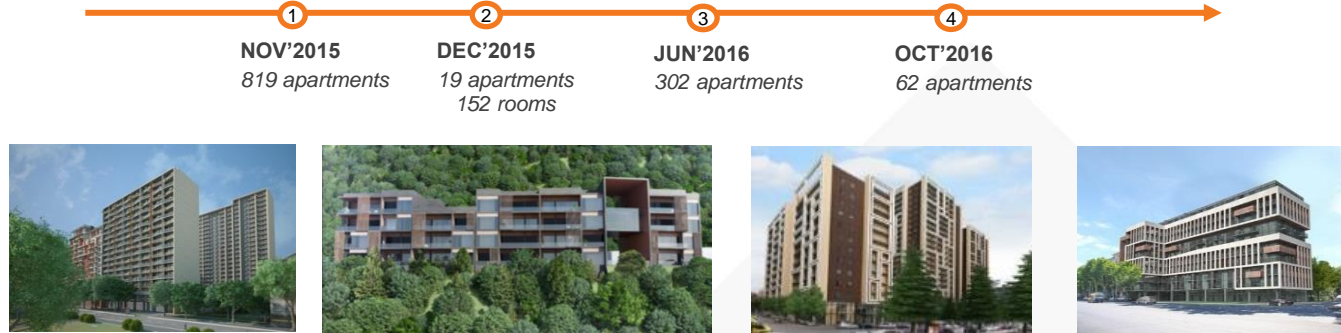 1
2
3
4
NOV'2015
819 apartments
DEC'2015
19 apartments
152 rooms
JUN'2016
302 apartments
OCT'2016
62 apartments